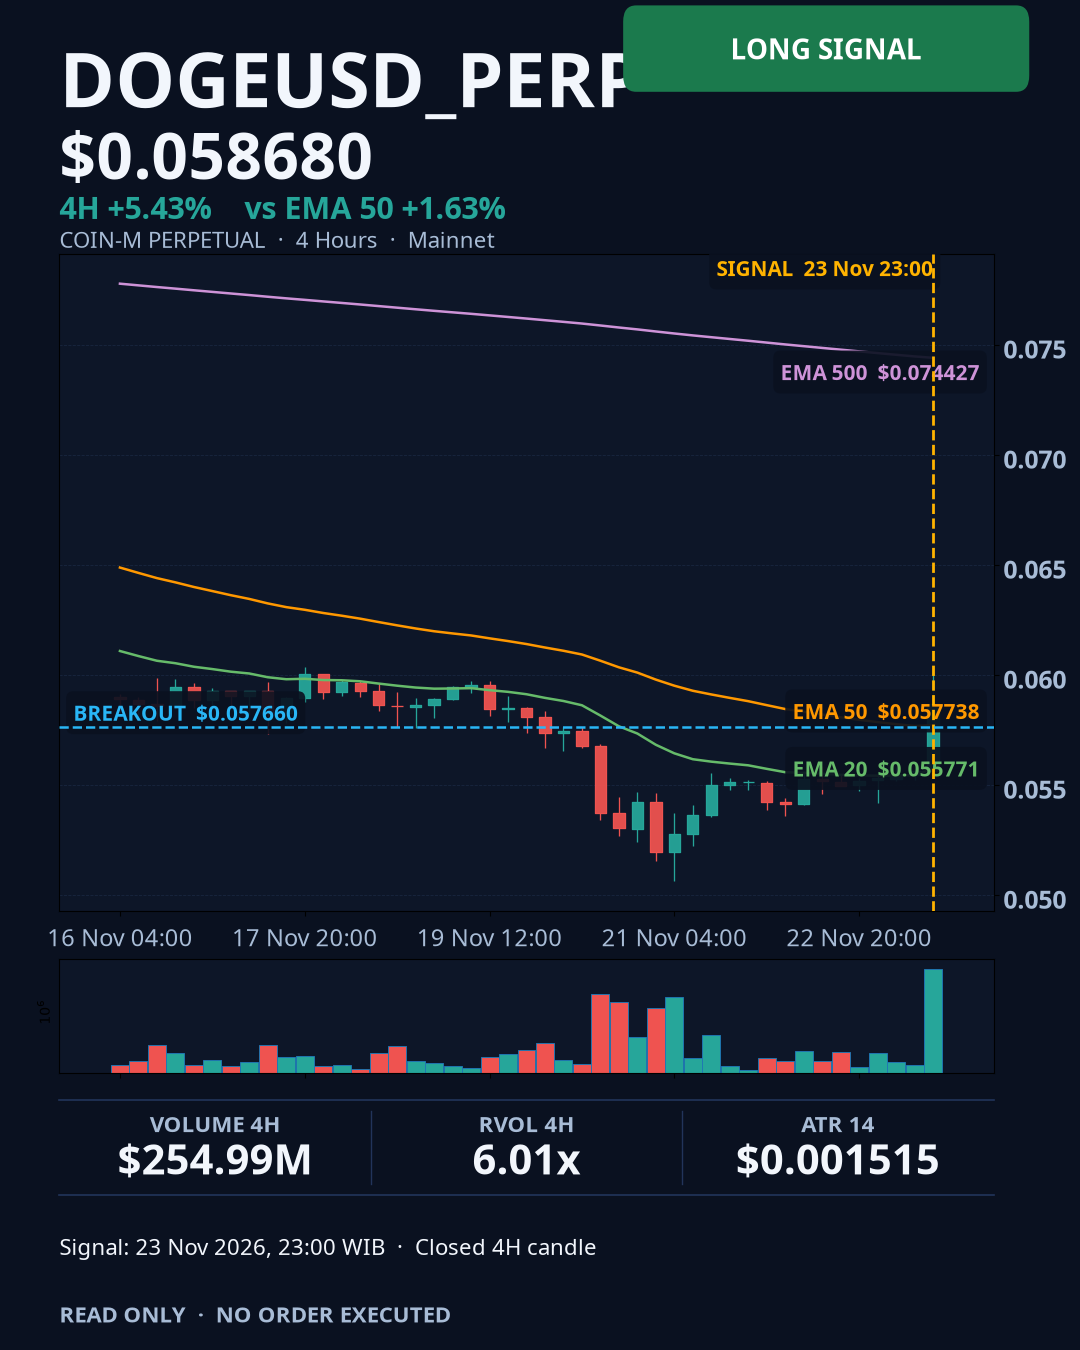 LONG SIGNAL
DOGEUSD_PERP
$0.058680
4H +5.43% vs EMA 50 +1.63%
COIN-M PERPETUAL · 4 Hours · Mainnet
SIGNAL 23 Nov 23:00
0.075
EMA 500 $0.074427
0.070
0.065
0.060
BREAKOUT $0.057660
EMA 50 $0.057738
EMA 20 $0.055771
0.055
0.050
16 Nov 04:00 17 Nov 20:00 19 Nov 12:00 21 Nov 04:00 22 Nov 20:00
10⁶
VOLUME 4H RVOL 4H ATR 14
$254.99M 6.01x $0.001515
Signal: 23 Nov 2026, 23:00 WIB · Closed 4H candle
READ ONLY · NO ORDER EXECUTED